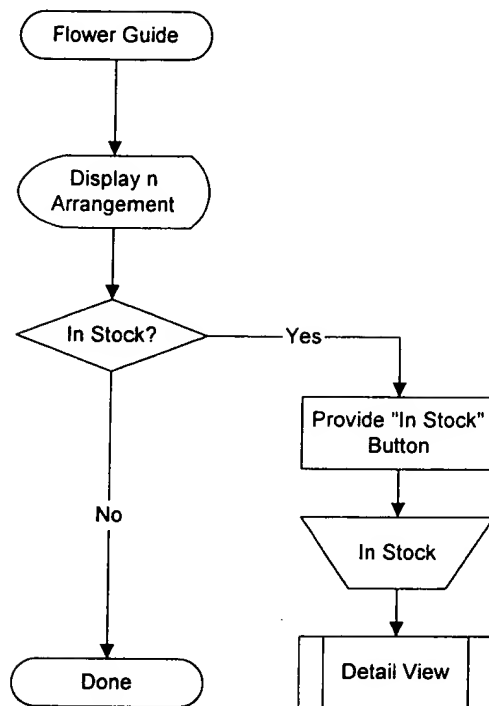 Flower Guide
Display n
Arrangement
In Stock?
Yes
Provide "In Stock"
Button
No
In Stock
Done
Detail View